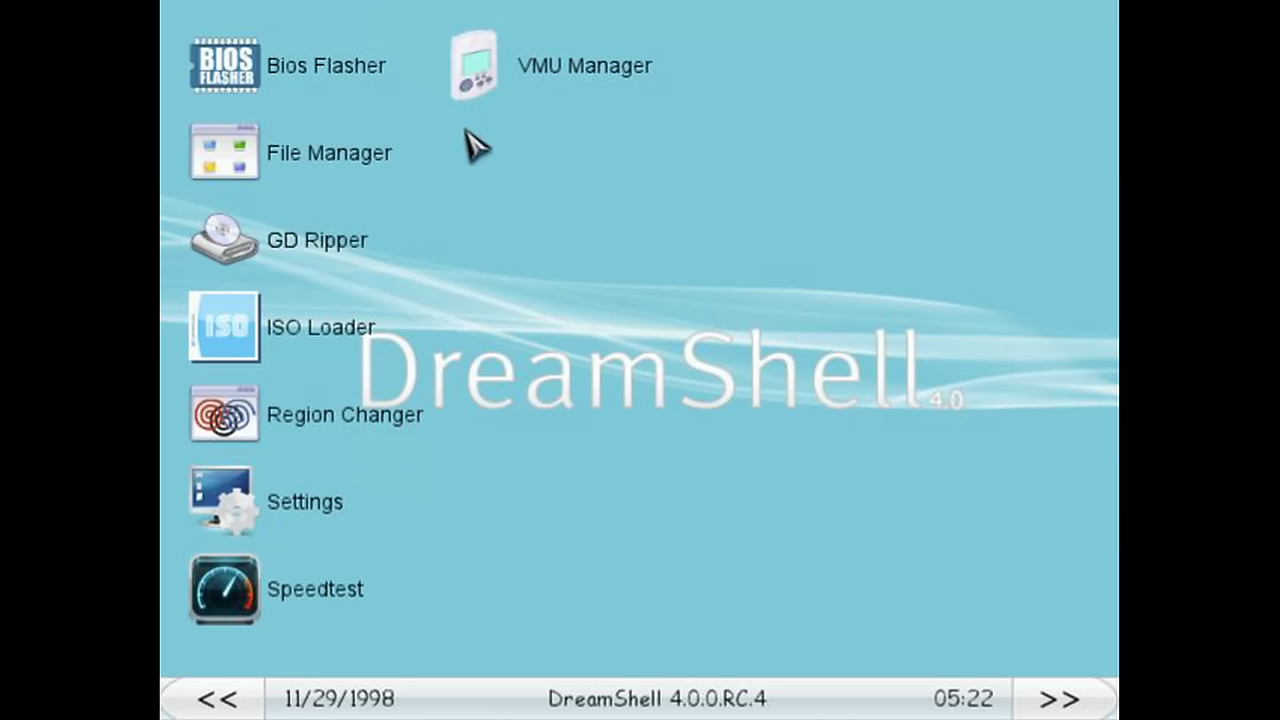 BIOS
FLASHER
Bios Flasher
VMU Manager
File Manager
GD Ripper
ISO
ISO Loader
DreamShell 4.0
Region Changer
Settings
Speedtest
<< 11/29/1998 DreamShell 4.0.0.RC.4 05:22 >>